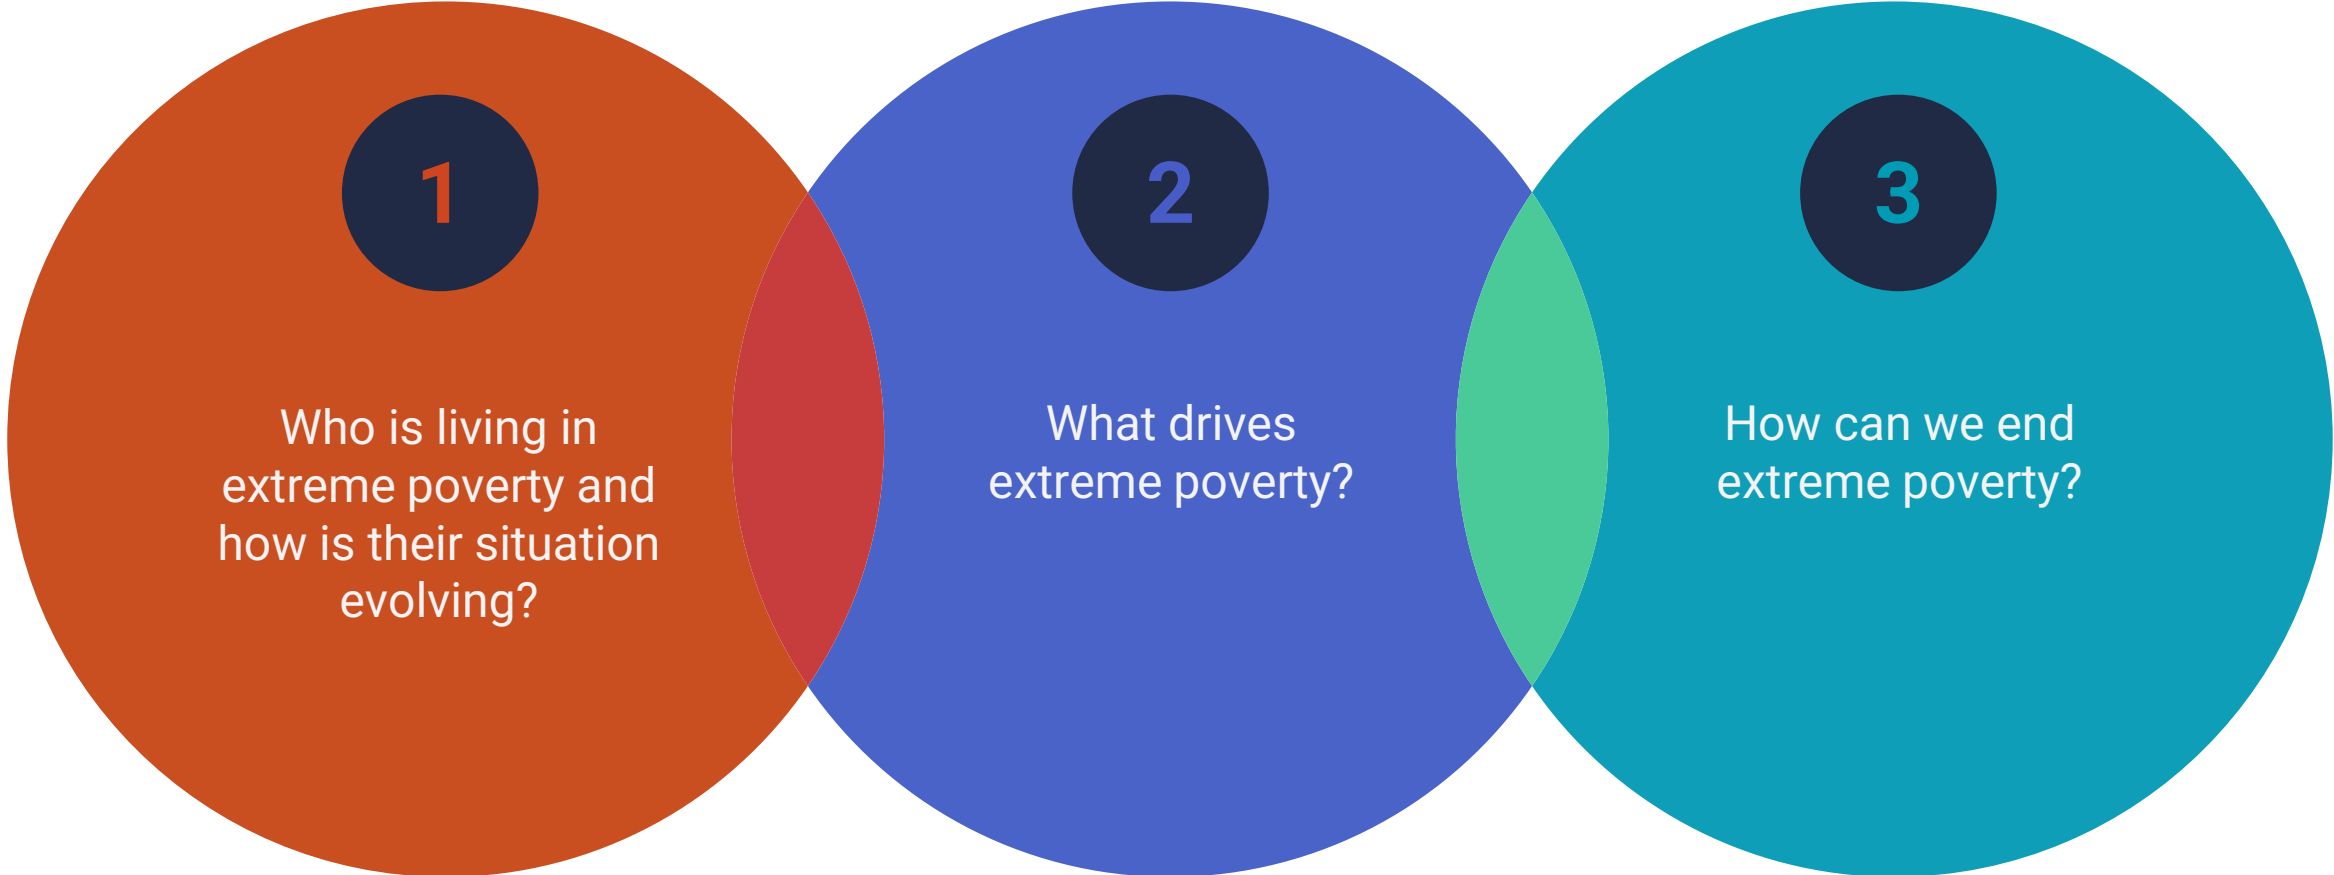 1
Who is living in
extreme poverty and
how is their situation
evolving?
2
What drives
extreme poverty?
3
How can we end
extreme poverty?